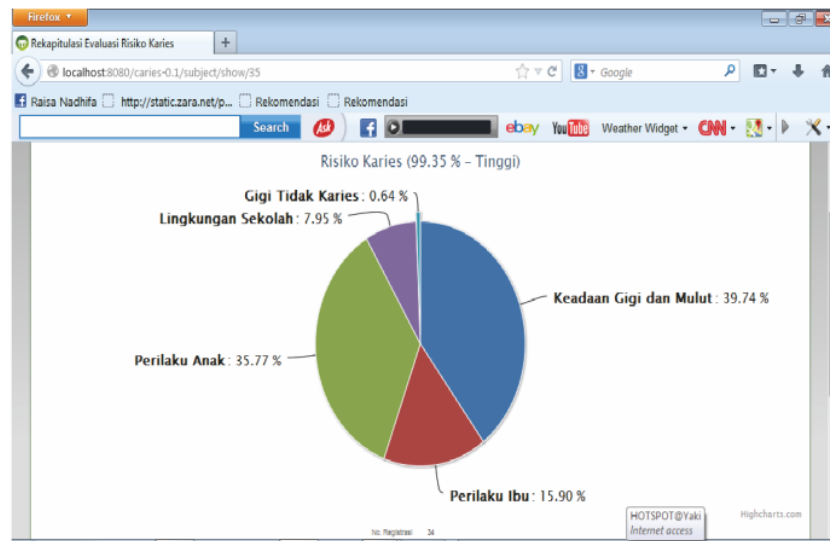 Firefox
Rekapitulasi Evaluasi Risiko Karies
localhost:8080/caries-0.1/subject/show/35
Google
Raisa Nadhifa http://static.zara.net/p... Rekomendasi Rekomendasi
Search Ask ebay YouTube Weather Widget CNN
Risiko Karies (99.35 % – Tinggi)
Gigi Tidak Karies: 0.64 %
Lingkungan Sekolah: 7.95 %
Keadaan Gigi dan Mulut: 39.74 %
Perilaku Anak: 35.77 %
Perilaku Ibu: 15.90 %
HOTSPOT@Yaki
Internet access
Highcharts.com
No. Registrasi 34